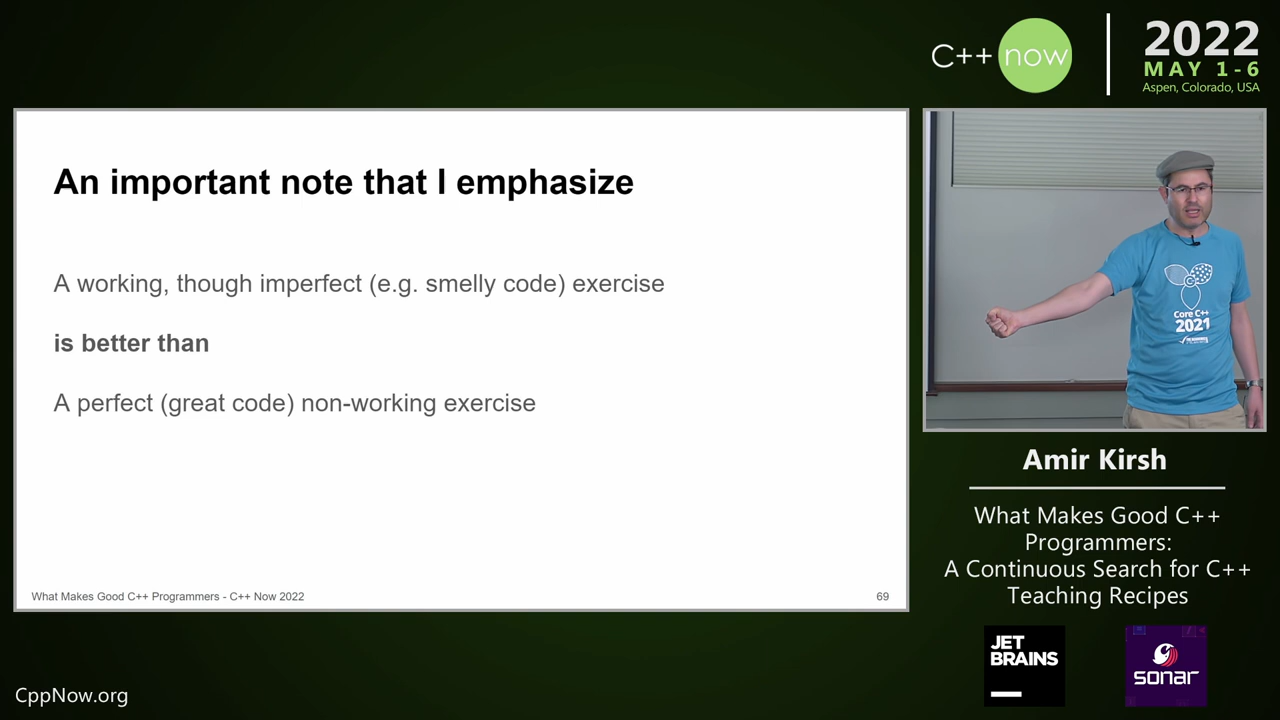 C++ now
2022
MAY 1-6
Aspen, Colorado, USA
An important note that I emphasize
A working, though imperfect (e.g. smelly code) exercise
is better than
A perfect (great code) non-working exercise
What Makes Good C++ Programmers - C++ Now 2022
69
Core C++
2021
Amir Kirsh
What Makes Good C++
Programmers:
A Continuous Search for C++
Teaching Recipes
JET
BRAINS
sonar
CppNow.org